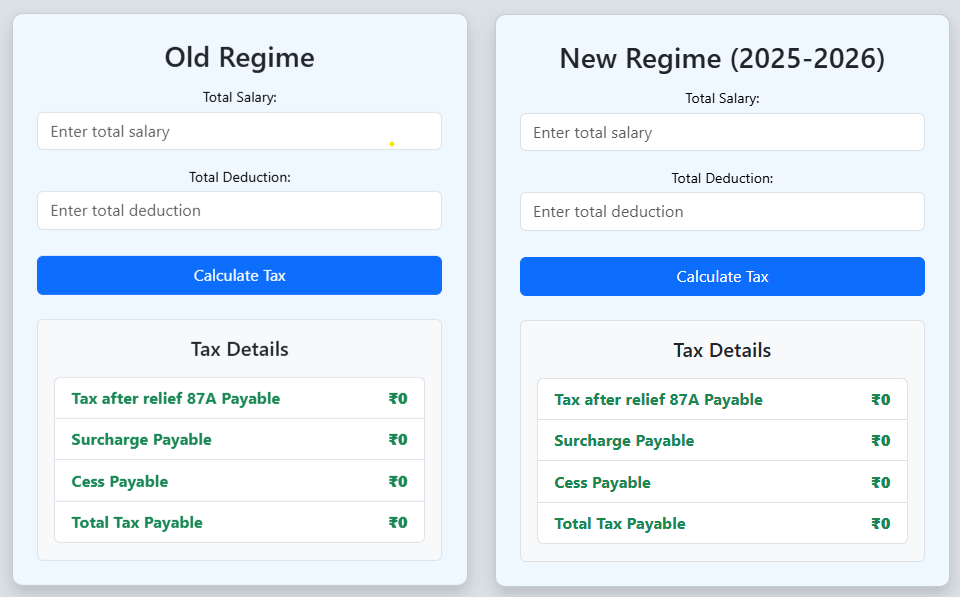 Old Regime
Total Salary:
Enter total salary
Total Deduction:
Enter total deduction
Calculate Tax
Tax Details
Tax after relief 87A Payable ₹0
Surcharge Payable ₹0
Cess Payable ₹0
Total Tax Payable ₹0
New Regime (2025-2026)
Total Salary:
Enter total salary
Total Deduction:
Enter total deduction
Calculate Tax
Tax Details
Tax after relief 87A Payable ₹0
Surcharge Payable ₹0
Cess Payable ₹0
Total Tax Payable ₹0